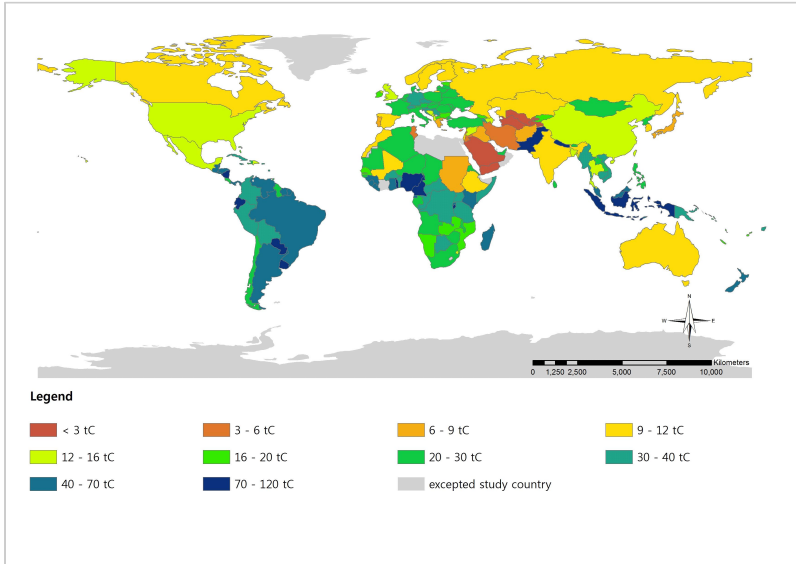 N
W E
S
Kilometers
0 1,250 2,500 5,000 7,500 10,000
Legend
< 3 tC 3 - 6 tC 6 - 9 tC 9 - 12 tC
12 - 16 tC 16 - 20 tC 20 - 30 tC 30 - 40 tC
40 - 70 tC 70 - 120 tC excepted study country